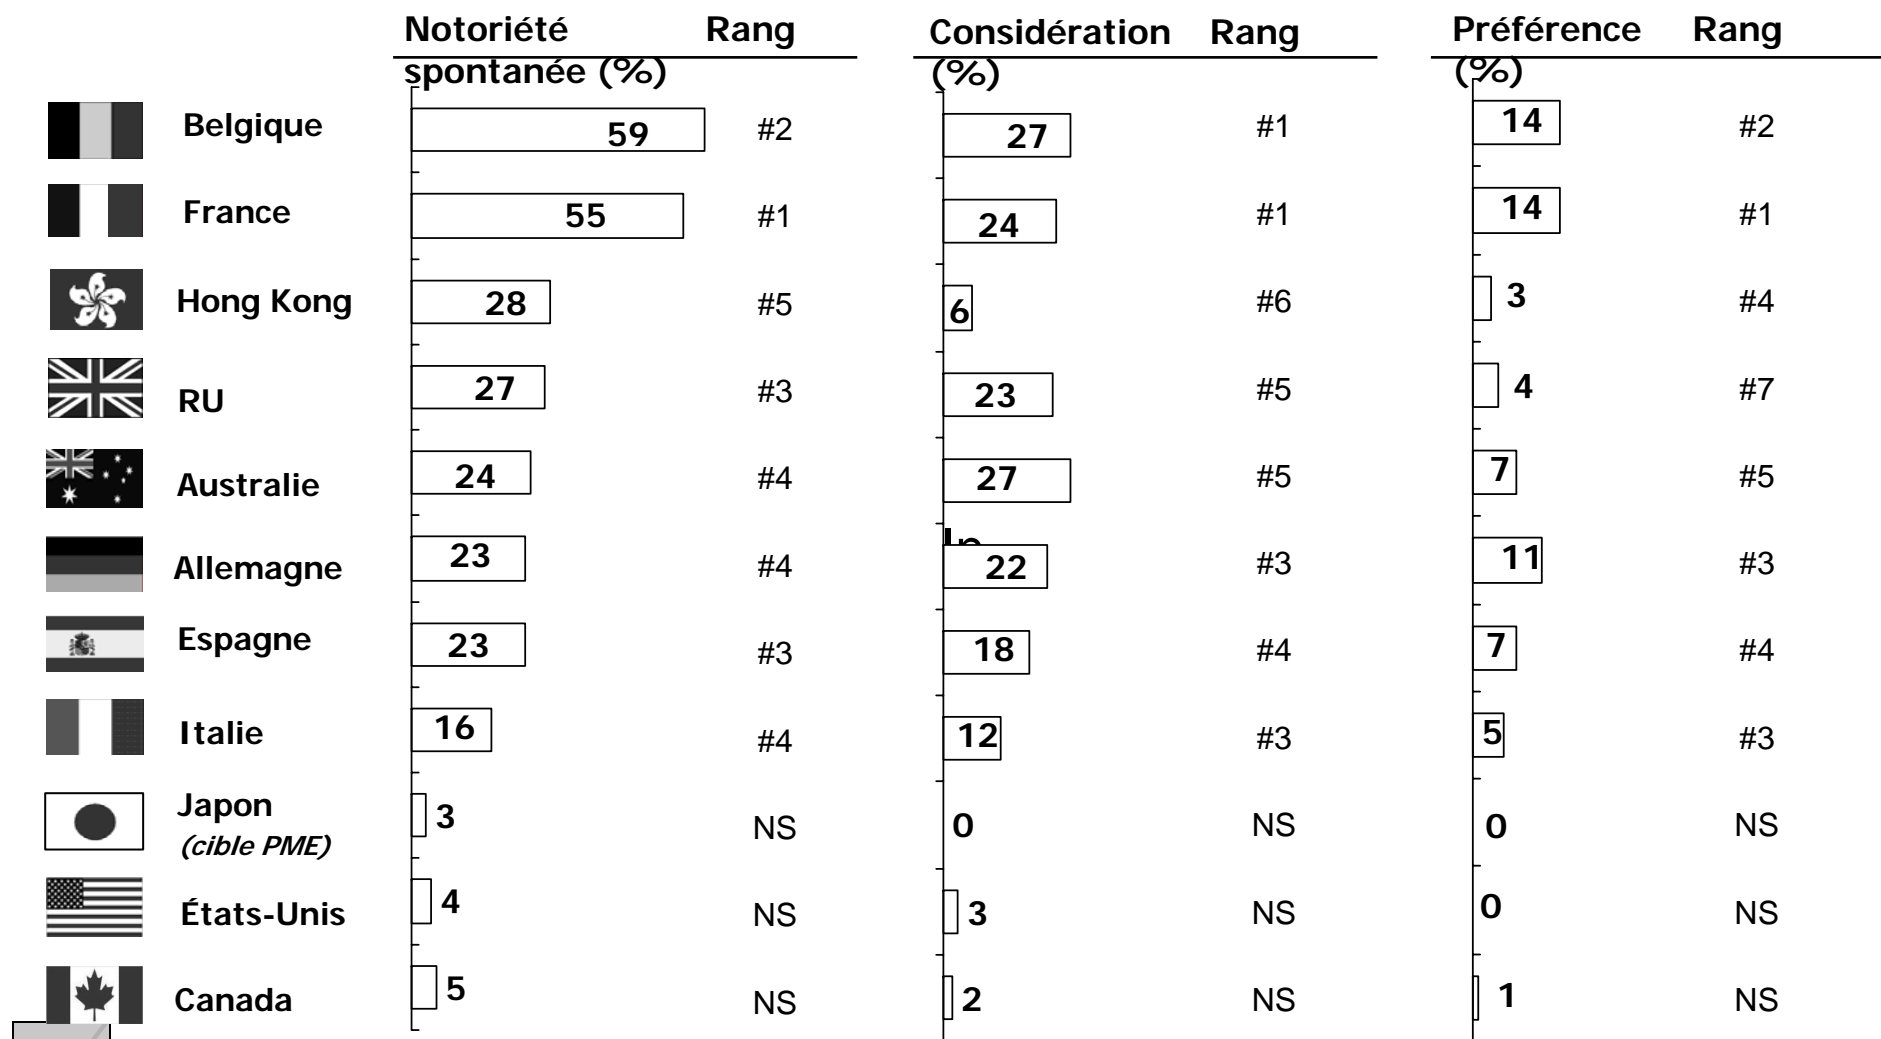 Notoriété Rang Considération Rang Préférence Rang
spontanée (%) (%) (%)
Belgique 59 #2 27 #1 14 #2
France 55 #1 24 #1 14 #1
Hong Kong 28 #5 6 #6 3 #4
RU 27 #3 23 #5 4 #7
Australie 24 #4 27 #5 7 #5
Allemagne 23 #4 22 #3 11 #3
Espagne 23 #3 18 #4 7 #4
Italie 16 #4 12 #3 5 #3
Japon 3 NS 0 NS 0 NS
(cible PME)
États-Unis 4 NS 3 NS 0 NS
Canada 5 NS 2 NS 1 NS